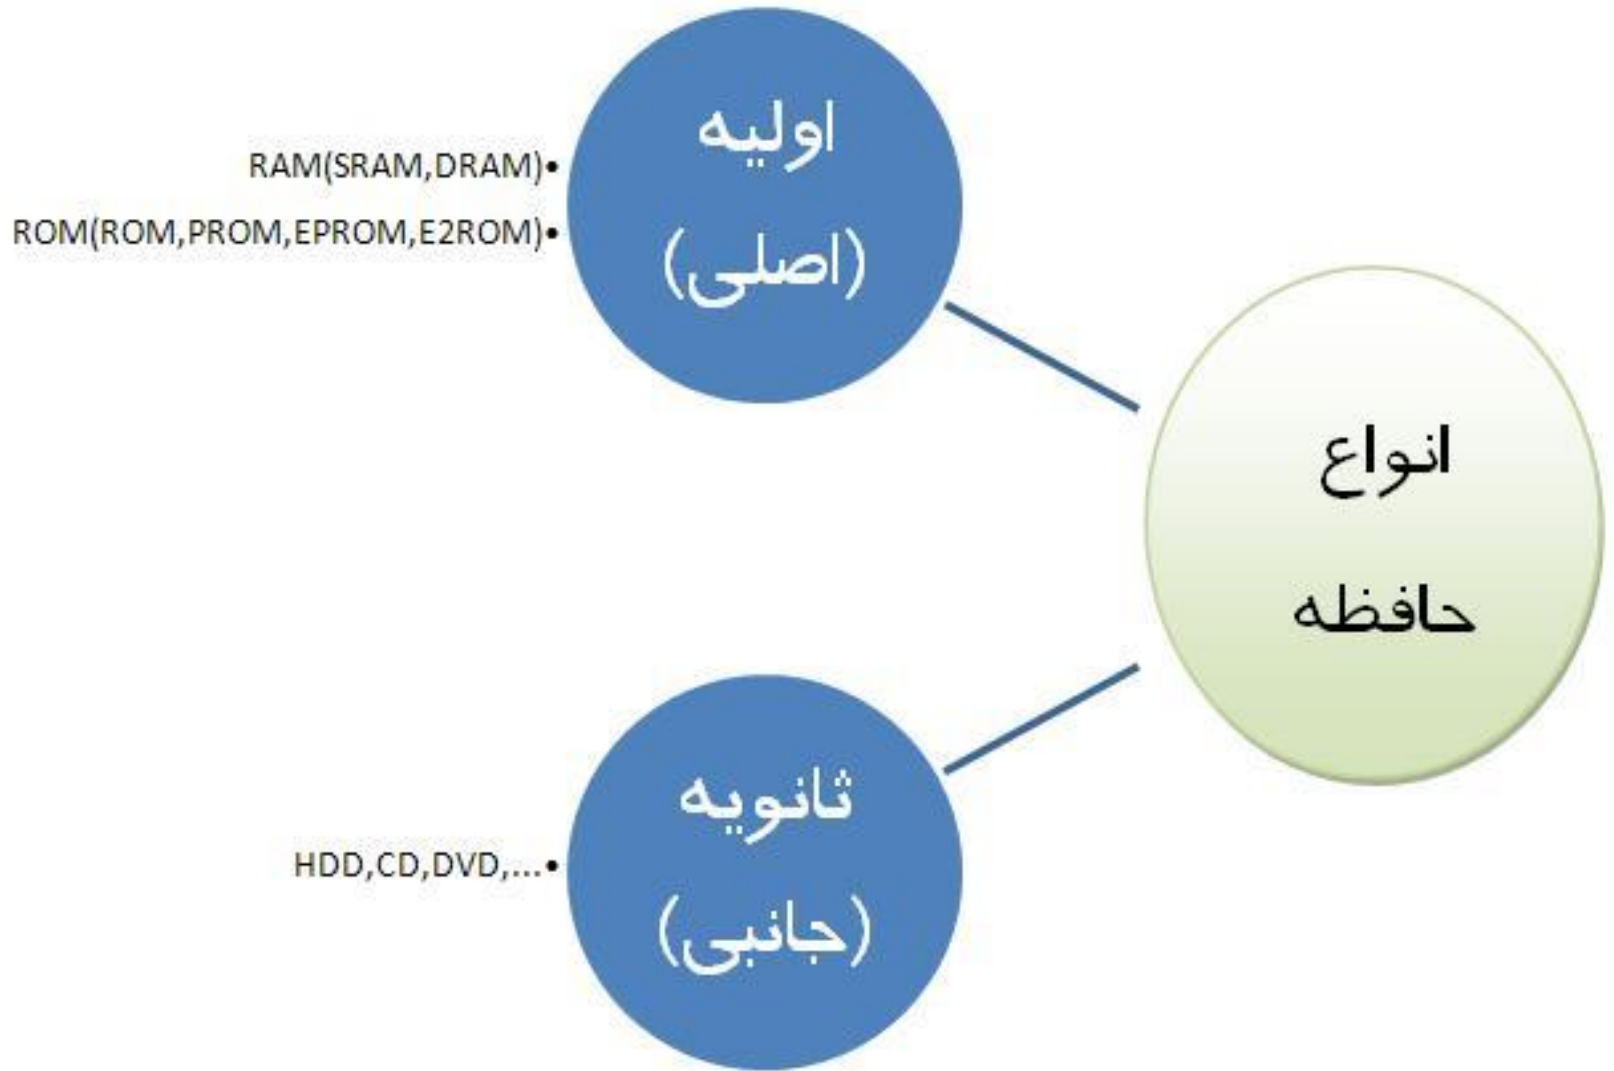 انواع
حافظه
اولیه
(اصلی)
RAM(SRAM,DRAM)•
ROM(ROM,PROM,EPROM,E2ROM)•
ثانویه
(جانبی)
HDD,CD,DVD,...•